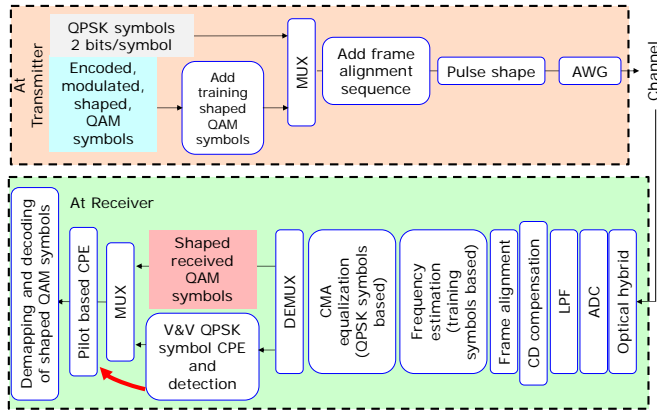 At
Transmitter
QPSK symbols
2 bits/symbol
Encoded,
modulated,
shaped,
QAM
symbols
Add
training
shaped
QAM
symbols
MUX
Add frame
alignment
sequence
Pulse shape
AWG
Channel
At Receiver
Demapping and decoding
of shaped QAM symbols
Pilot based CPE
MUX
Shaped
received
QAM
symbols
V&V QPSK
symbol CPE
and
detection
DEMUX
CMA
equalization
(QPSK symbols
based)
Frequency
estimation
(training
symbols based)
Frame alignment
CD compensation
LPF
ADC
Optical hybrid